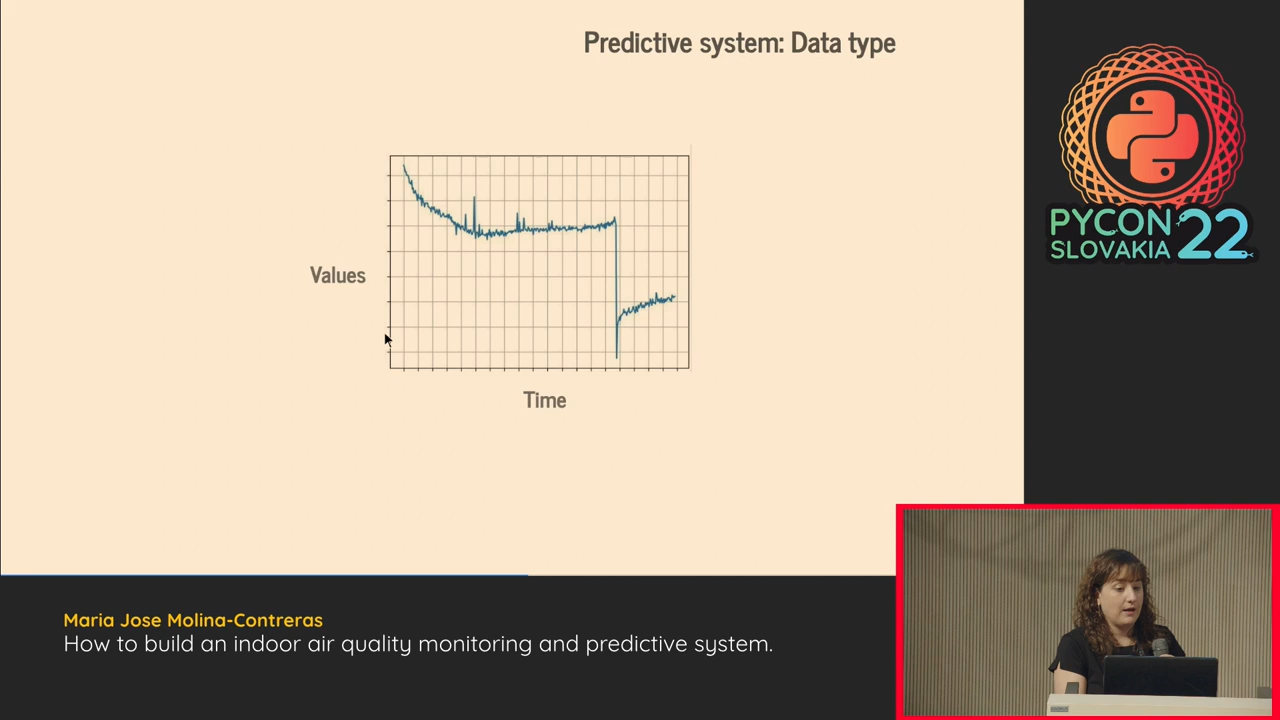 Predictive system: Data type
Values
Time
PYCON
SLOVAKIA 22
Maria Jose Molina-Contreras
How to build an indoor air quality monitoring and predictive system.